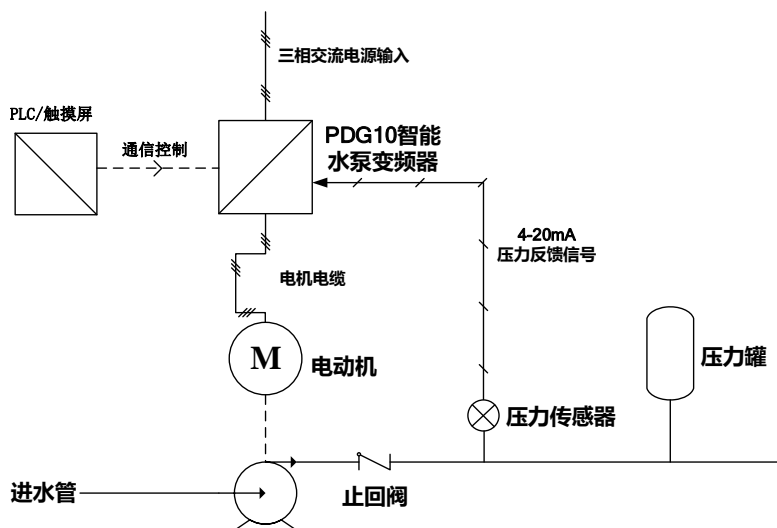 三相交流电源输入
PLC/触摸屏
通信控制
PDG10智能
水泵变频器
4-20mA
压力反馈信号
电机电缆
M
电动机
压力罐
压力传感器
进水管
止回阀